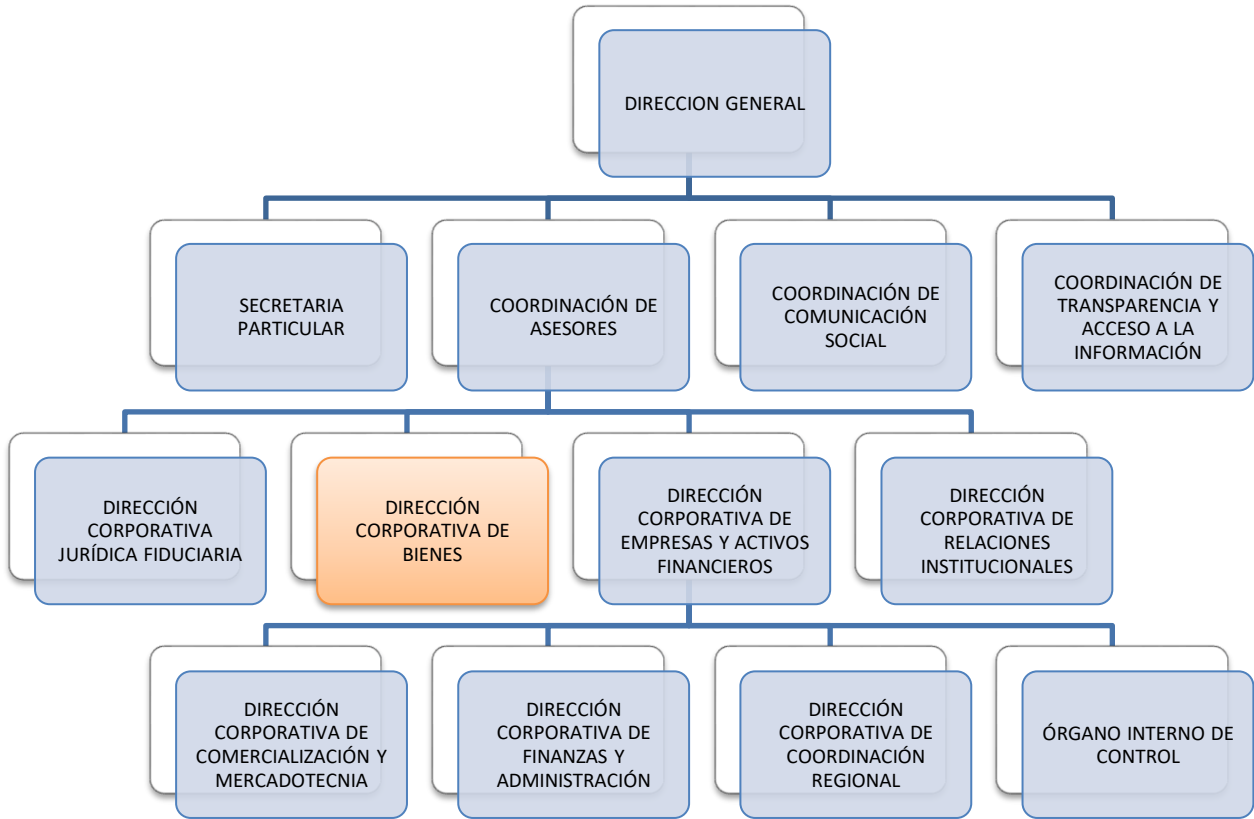 DIRECCION GENERAL
SECRETARIA
PARTICULAR
COORDINACIÓN DE
ASESORES
COORDINACIÓN DE
COMUNICACIÓN
SOCIAL
COORDINACIÓN DE
TRANSPARENCIA Y
ACCESO A LA
INFORMACIÓN
DIRECCIÓN
CORPORATIVA
JURÍDICA FIDUCIARIA
DIRECCIÓN
CORPORATIVA DE
BIENES
DIRECCIÓN
CORPORATIVA DE
EMPRESAS Y ACTIVOS
FINANCIEROS
DIRECCIÓN
CORPORATIVA DE
RELACIONES
INSTITUCIONALES
DIRECCIÓN
CORPORATIVA DE
COMERCIALIZACIÓN Y
MERCADOTECNIA
DIRECCIÓN
CORPORATIVA DE
FINANZAS Y
ADMINISTRACIÓN
DIRECCIÓN
CORPORATIVA DE
COORDINACIÓN
REGIONAL
ÓRGANO INTERNO DE
CONTROL